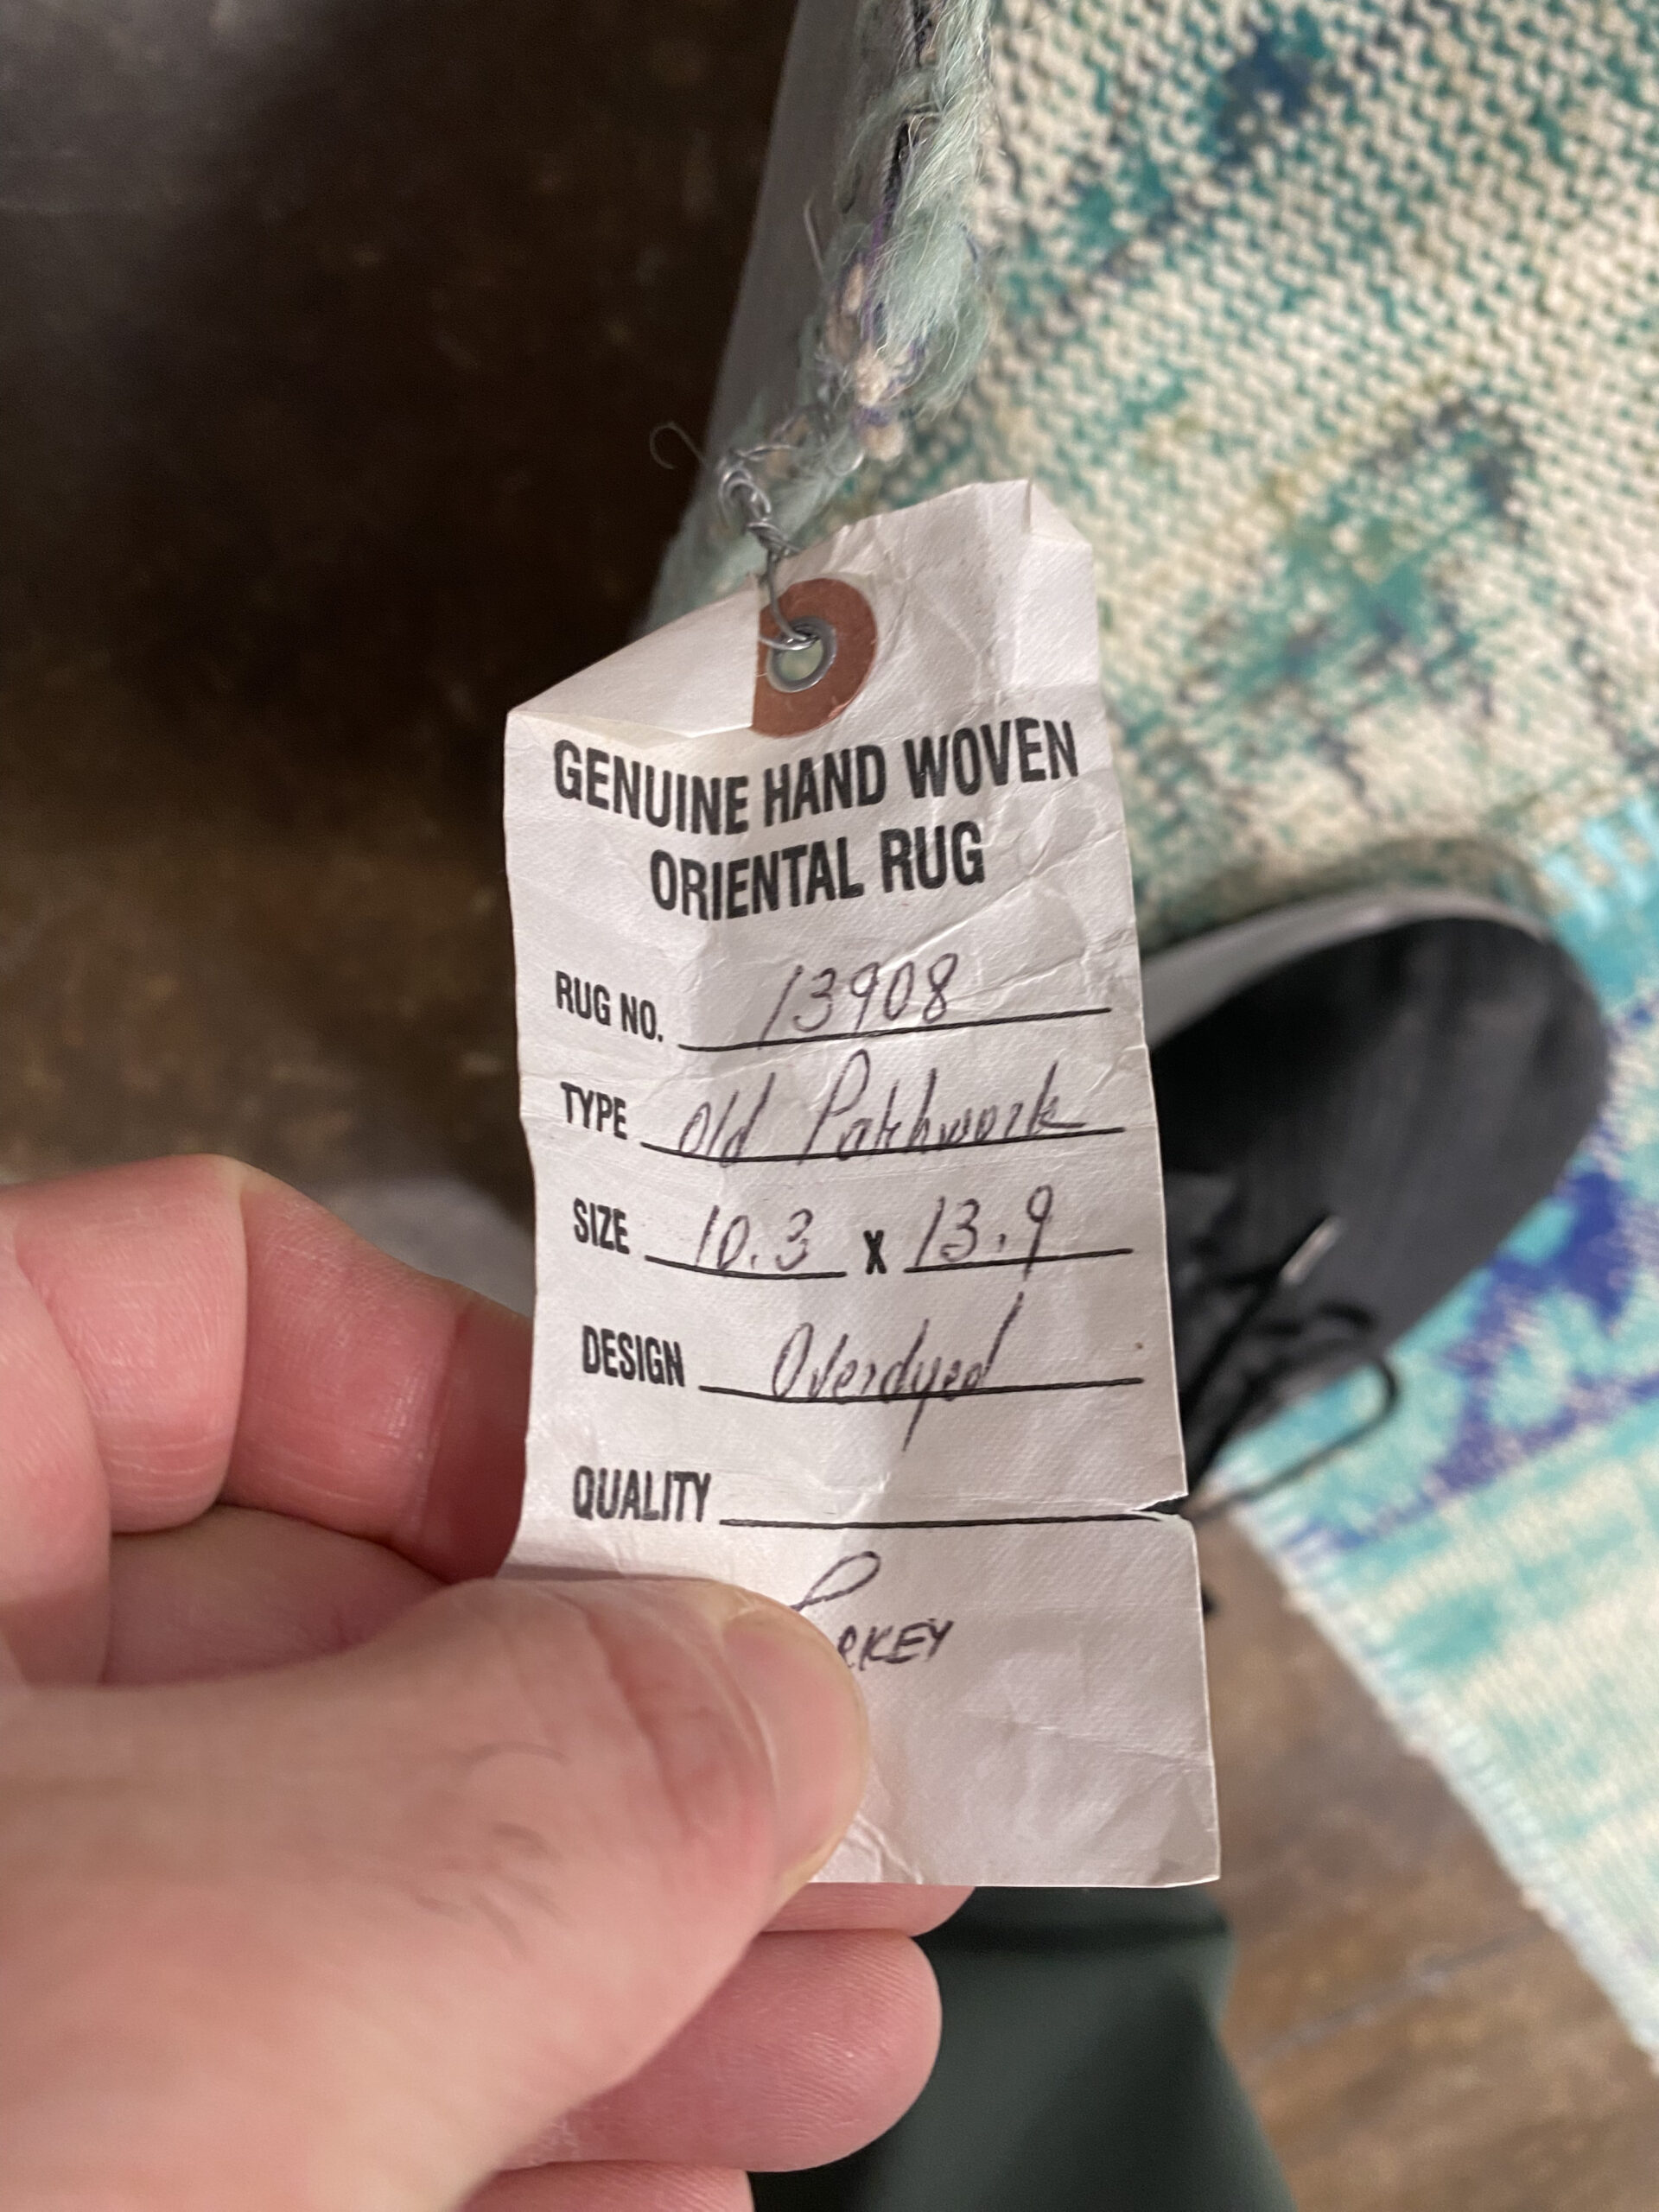 GENUINE HAND WOVEN
ORIENTAL RUG
RUG NO. 13908
TYPE Old Patchwork
SIZE 10.3 X 13.9
DESIGN Overdyed
QUALITY
RKEY